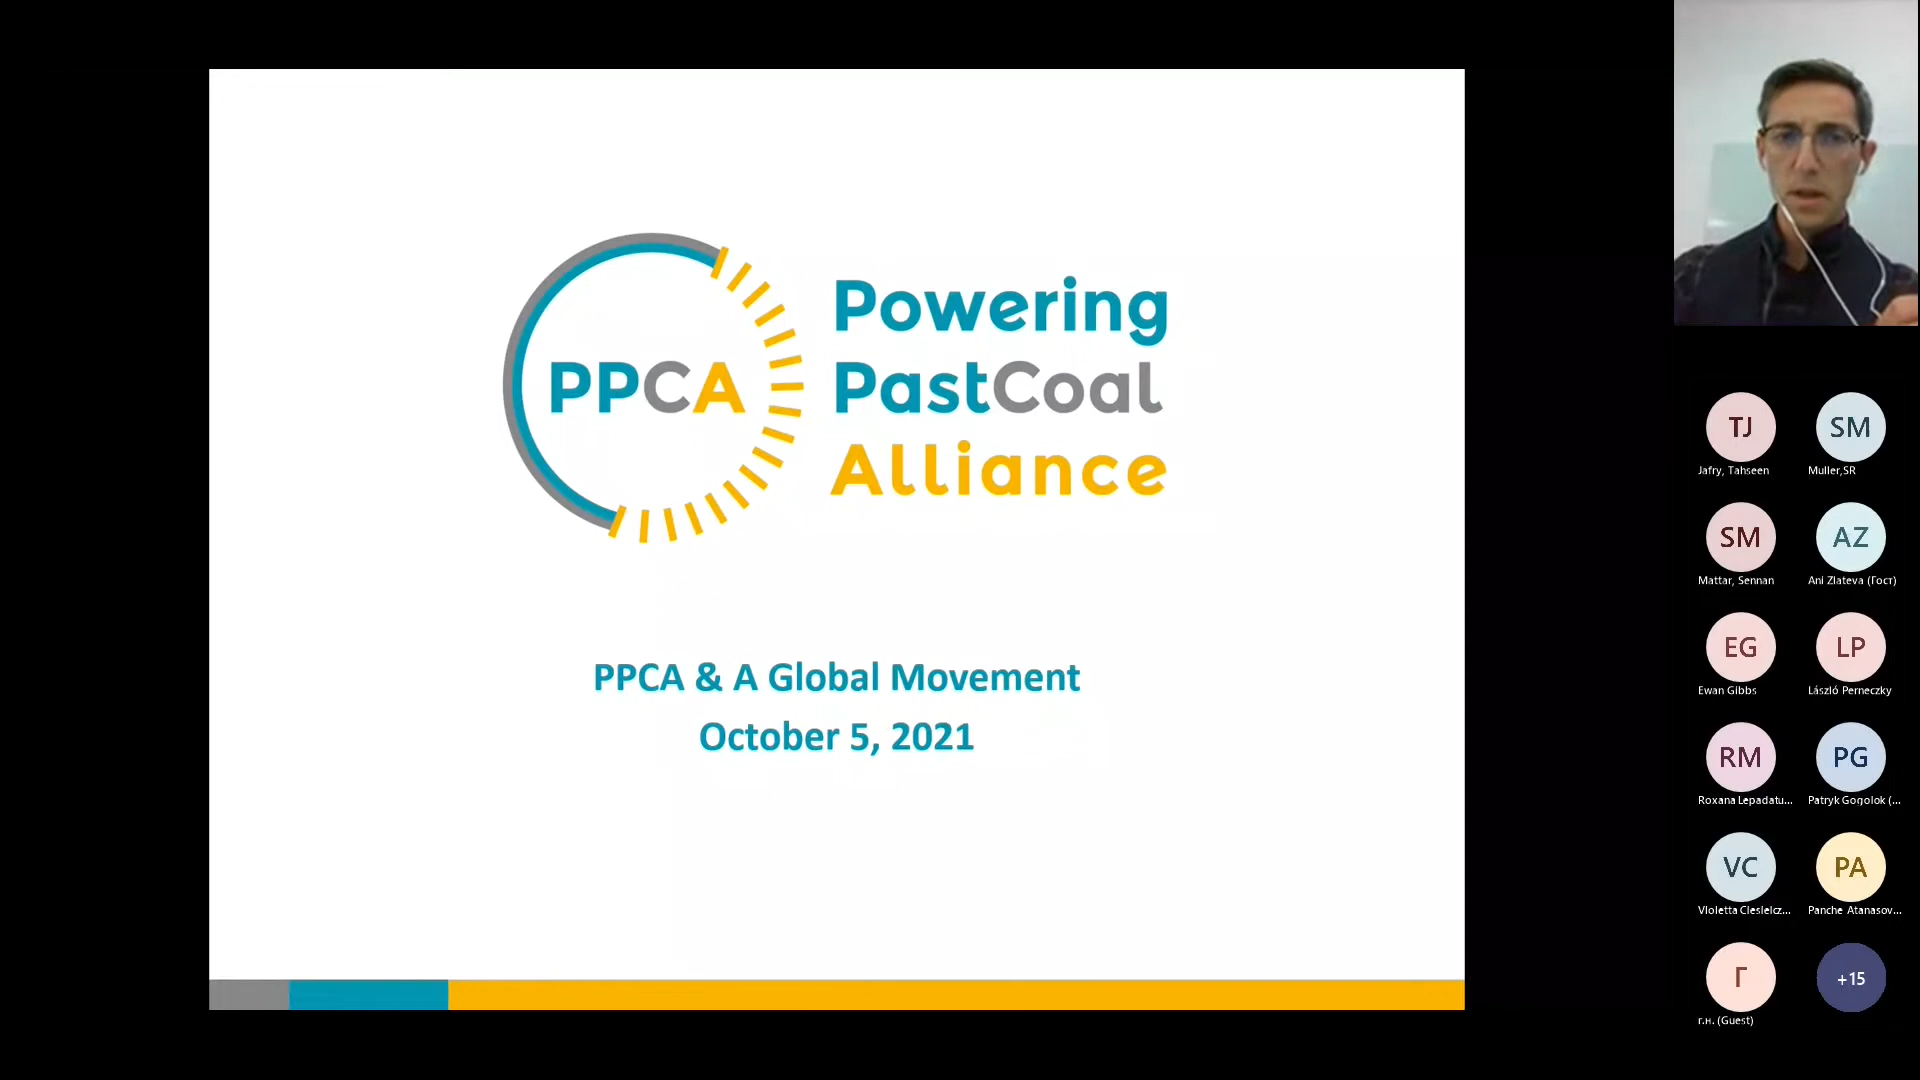 PPCA
Powering
PastCoal
Alliance
PPCA & A Global Movement
October 5, 2021
TJ
SM
Jafry, Tahseen
Muller,SR
SM
AZ
Mattar, Sennan
Ani Zlateva (Гост)
EG
LP
Ewan Gibbs
László Perneczky
RM
PG
Roxana Lepadatu...
Patryk Gogolok (...
VC
PA
Violetta Cieslelcz...
Panche Atanasov...
Г
+15
г.н. (Guest)